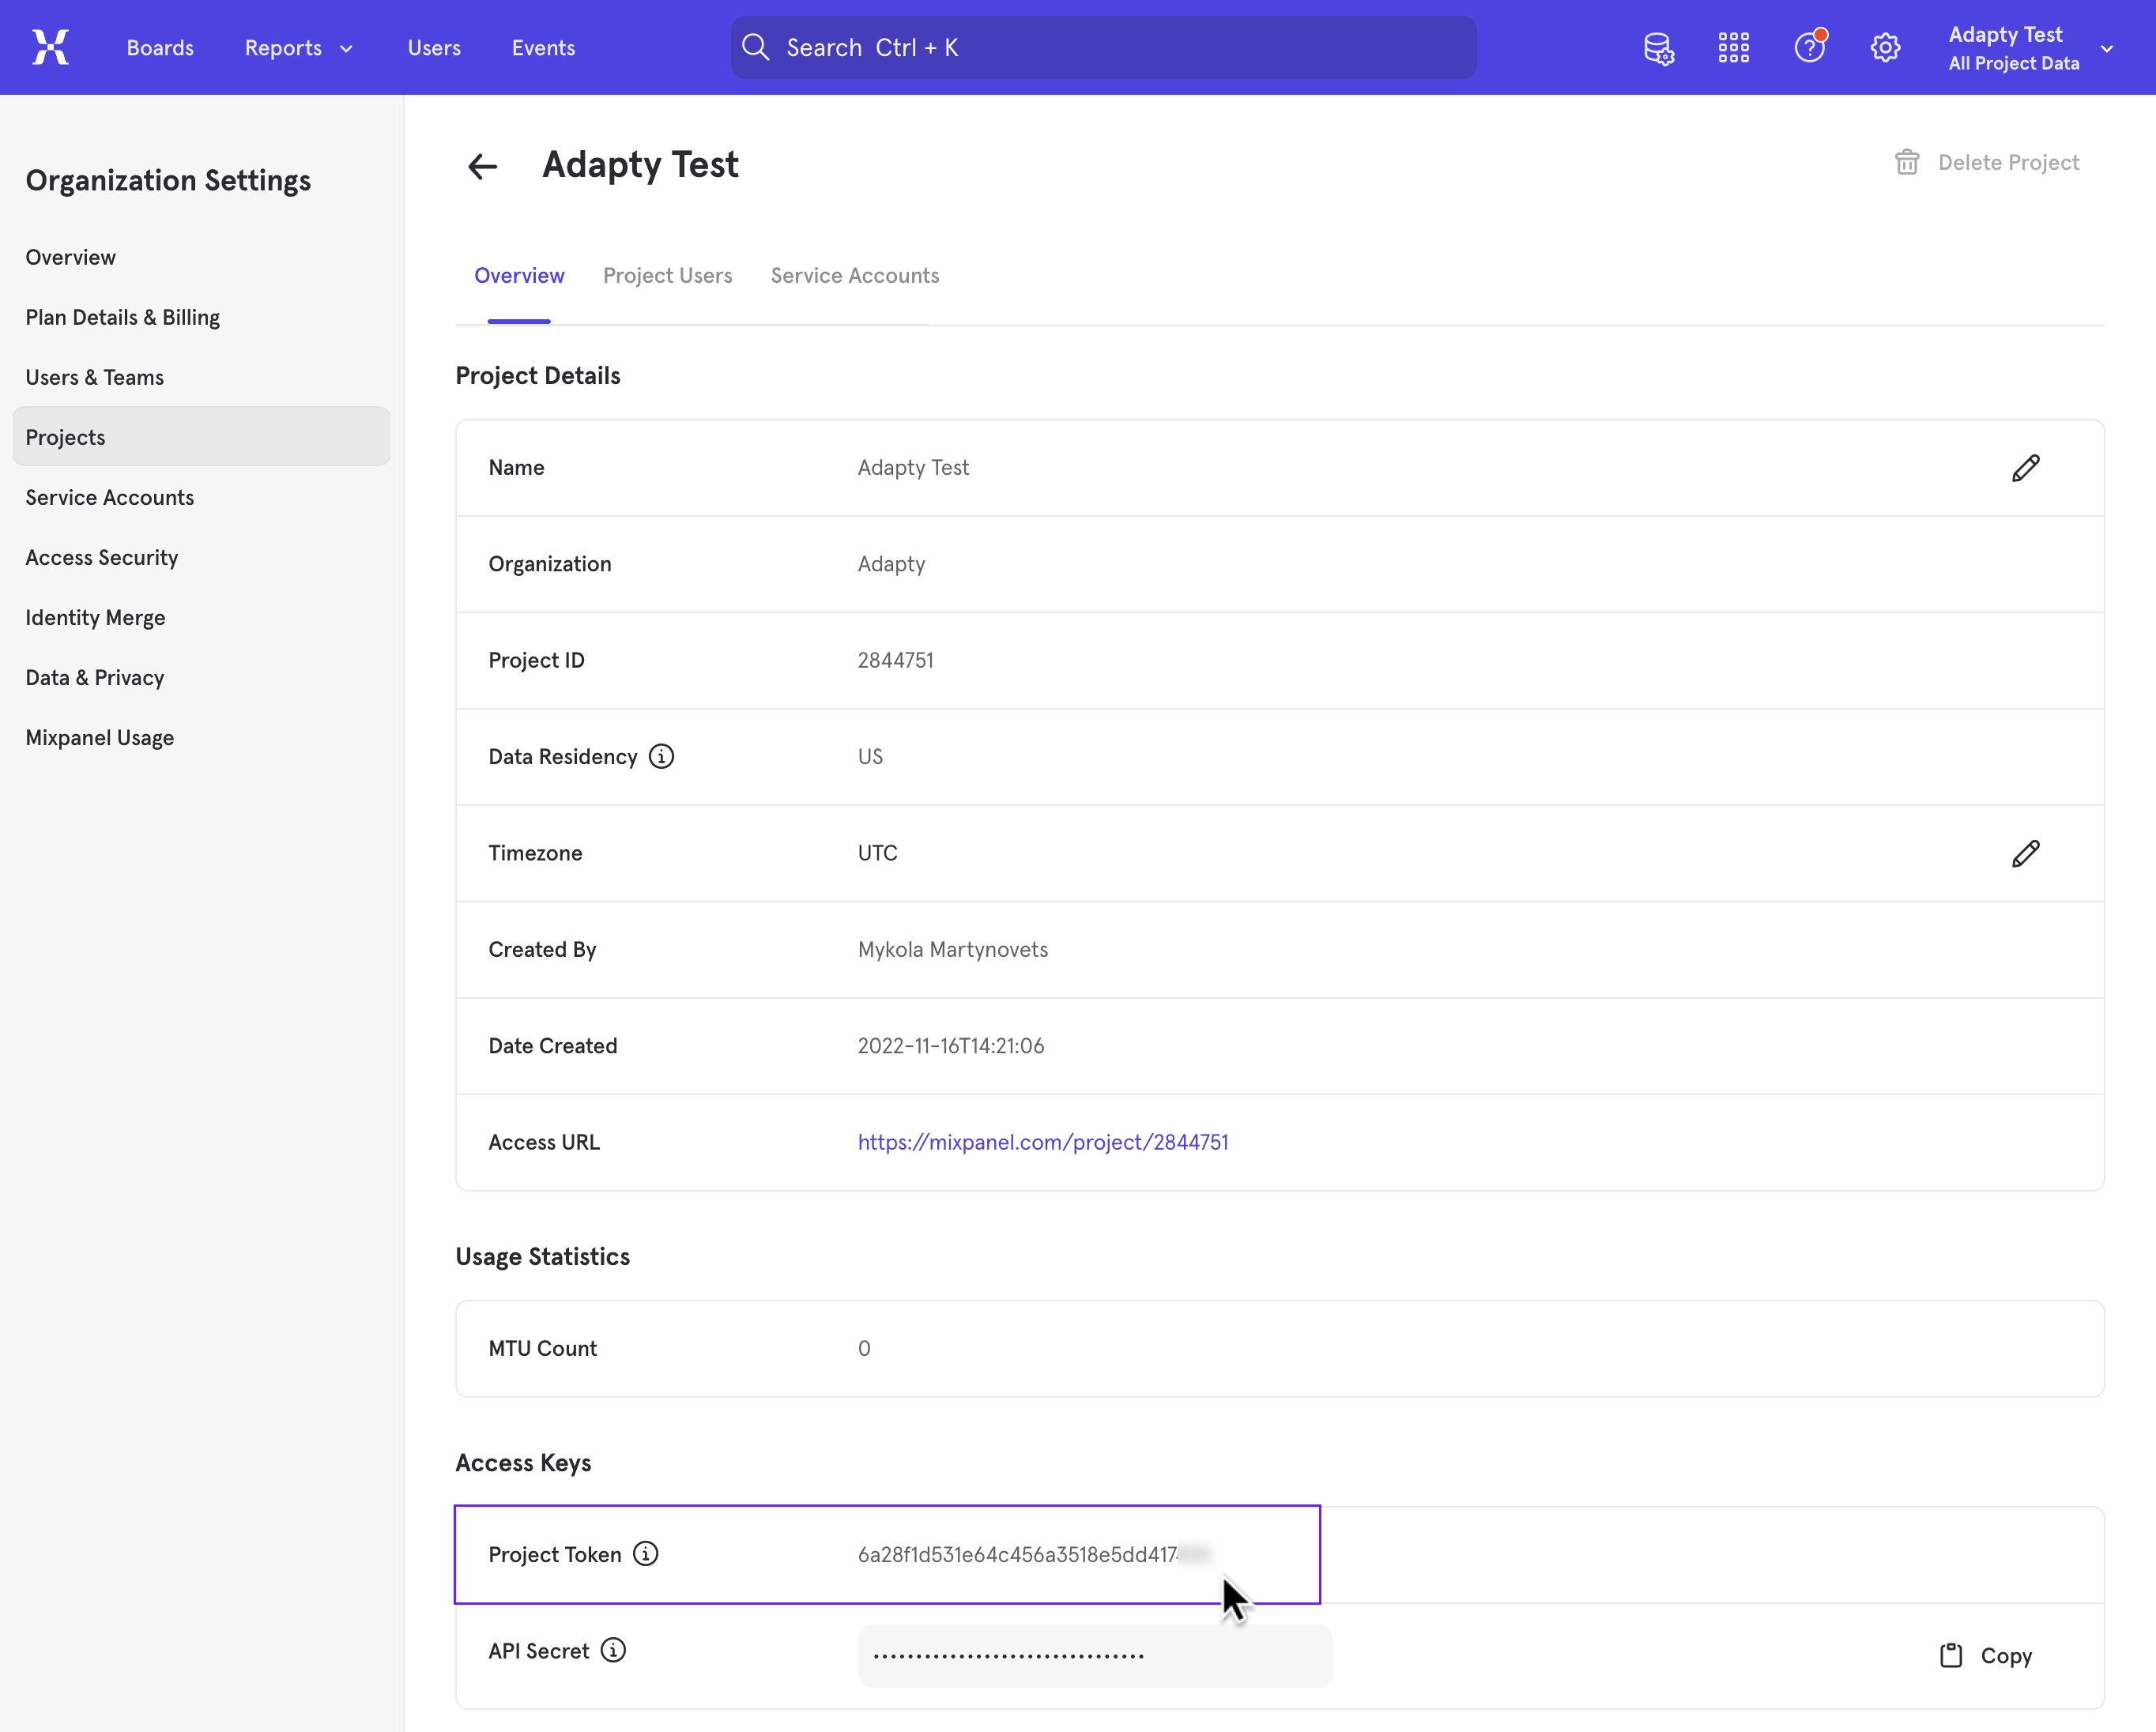 Boards Reports Users Events Search Ctrl + K Adapty Test
All Project Data
Organization Settings
Overview
Plan Details & Billing
Users & Teams
Projects
Service Accounts
Access Security
Identity Merge
Data & Privacy
Mixpanel Usage
Adapty Test
Delete Project
Overview Project Users Service Accounts
Project Details
Name Adapty Test
Organization Adapty
Project ID 2844751
Data Residency US
Timezone UTC
Created By Mykola Martynovets
Date Created 2022-11-16T14:21:06
Access URL https://mixpanel.com/project/2844751
Usage Statistics
MTU Count 0
Access Keys
Project Token 6a28f1d531e64c456a3518e5dd417
API Secret ................................
Copy